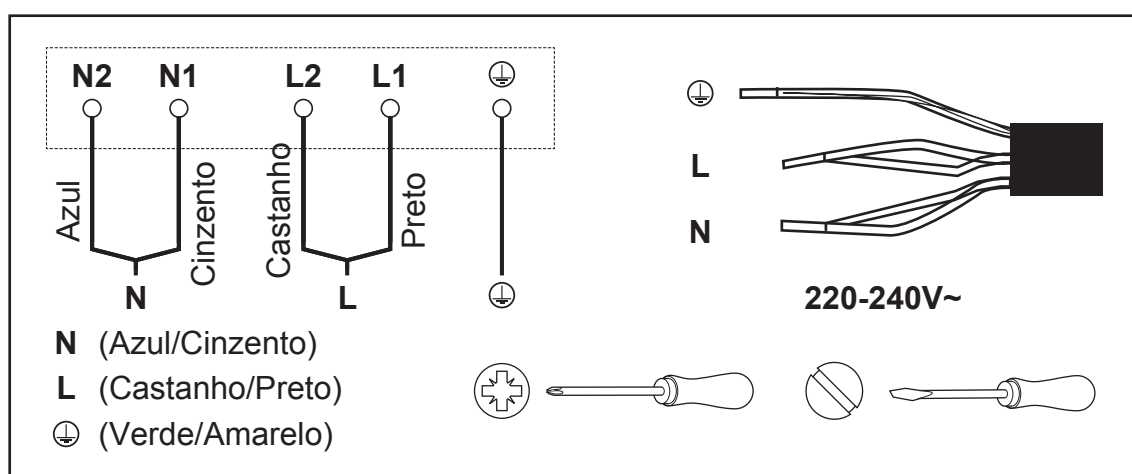 N2 N1 L2 L1 ⏚
Azul
Cinzento
Castanho
Preto
N L ⏚
⏚
L
N
220-240V~
N (Azul/Cinzento)
L (Castanho/Preto)
⏚ (Verde/Amarelo)